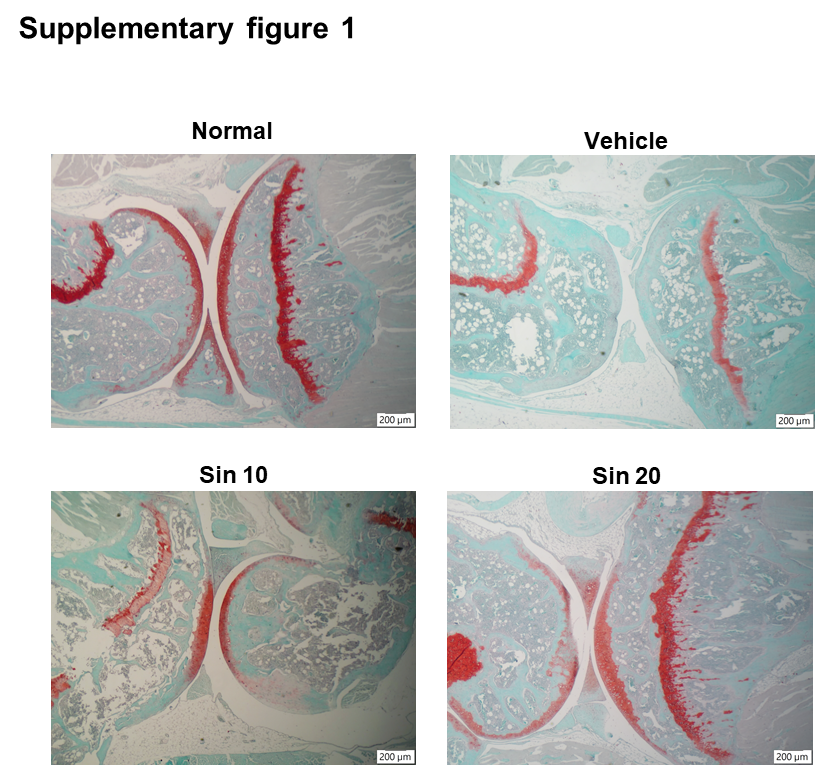 Supplementary figure 1
Normal
Vehicle
200 µm
200 µm
Sin 10
Sin 20
200 µm
200 µm